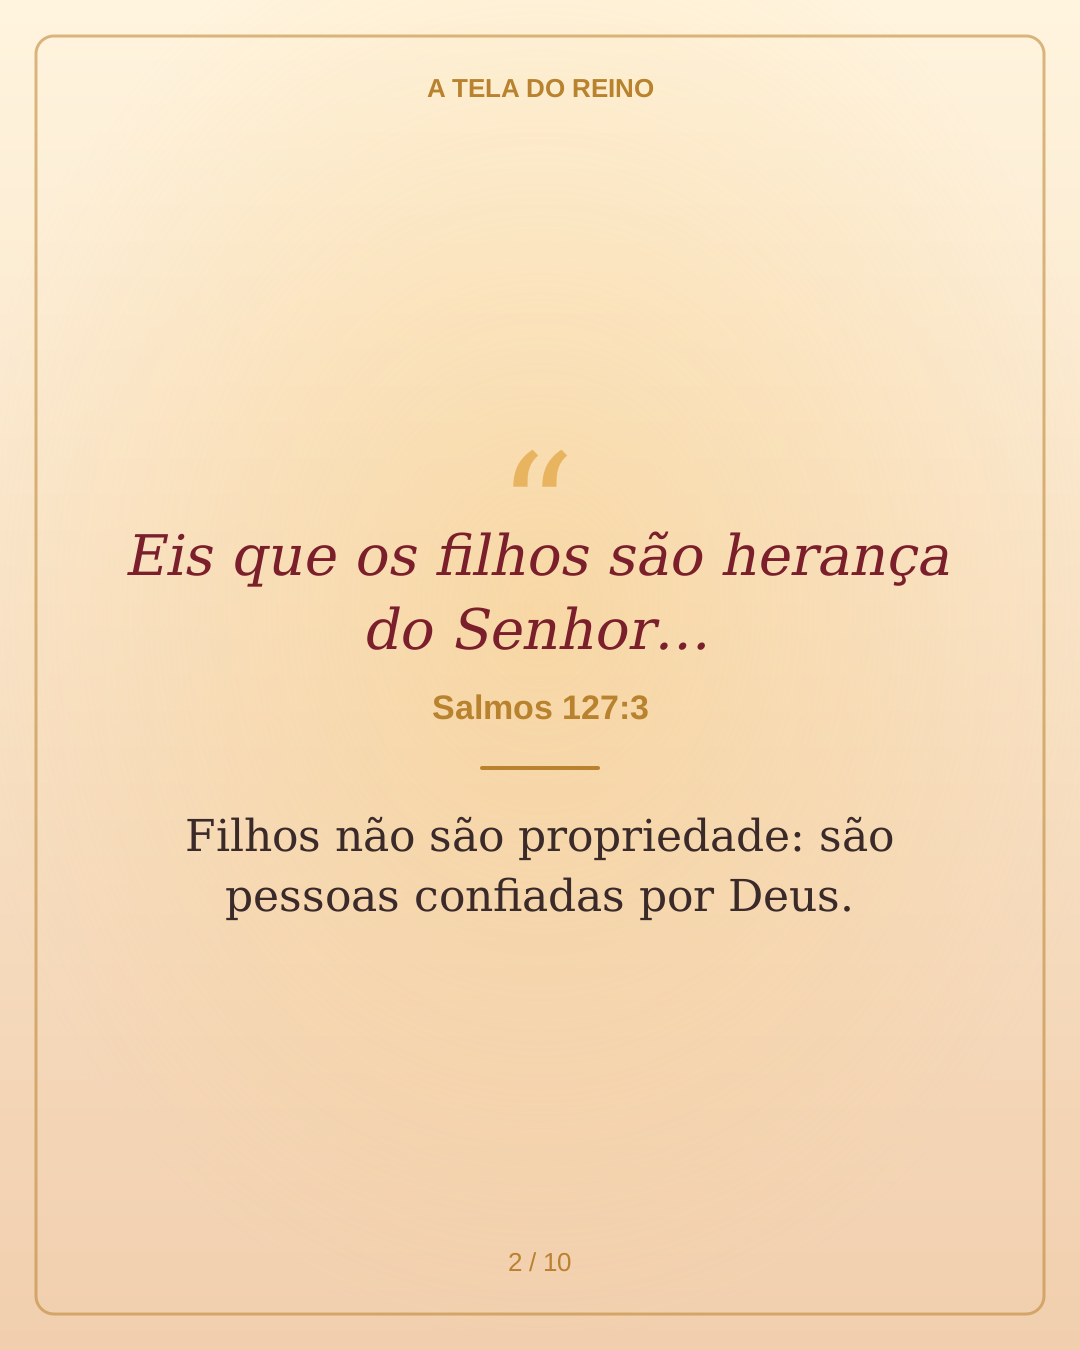 A TELA DO REINO
“
Eis que os filhos são herança
do Senhor...
Salmos 127:3
Filhos não são propriedade: são
pessoas confiadas por Deus.
2 / 10